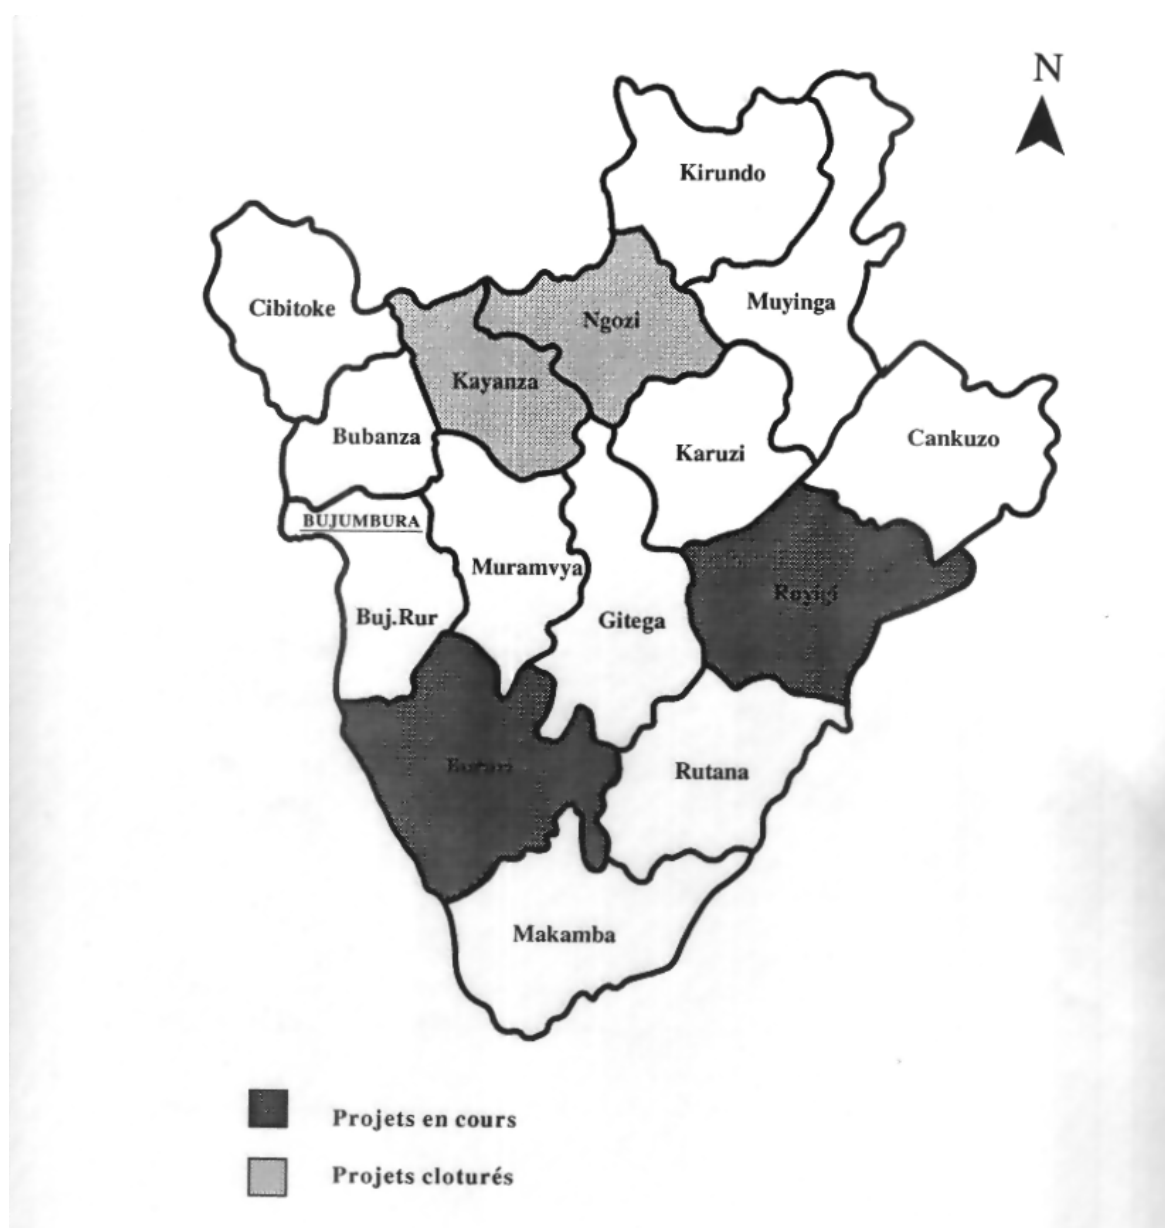 N
Kirundo
Muyinga
Cibitoke
Ngozi
Kayanza
Bubanza
Karuzi
Cankuzo
BUJUMBURA
Muramvya
Ruyigi
Buj.Rur
Gitega
Rutana
Makamba
Projets en cours
Projets cloturés